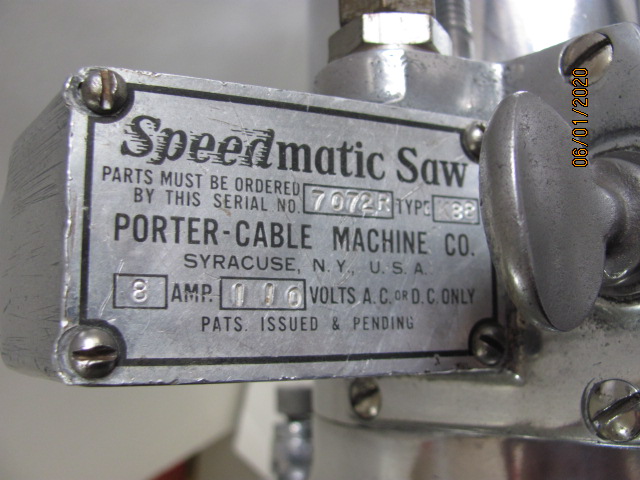 Speedmatic Saw
PARTS MUST BE ORDERED
BY THIS SERIAL NO. 7072R TYPE K88
PORTER-CABLE MACHINE CO.
SYRACUSE, N.Y., U.S.A.
8 AMP. 110 VOLTS A.C. OR D.C. ONLY
PATS. ISSUED & PENDING
06/01/2020